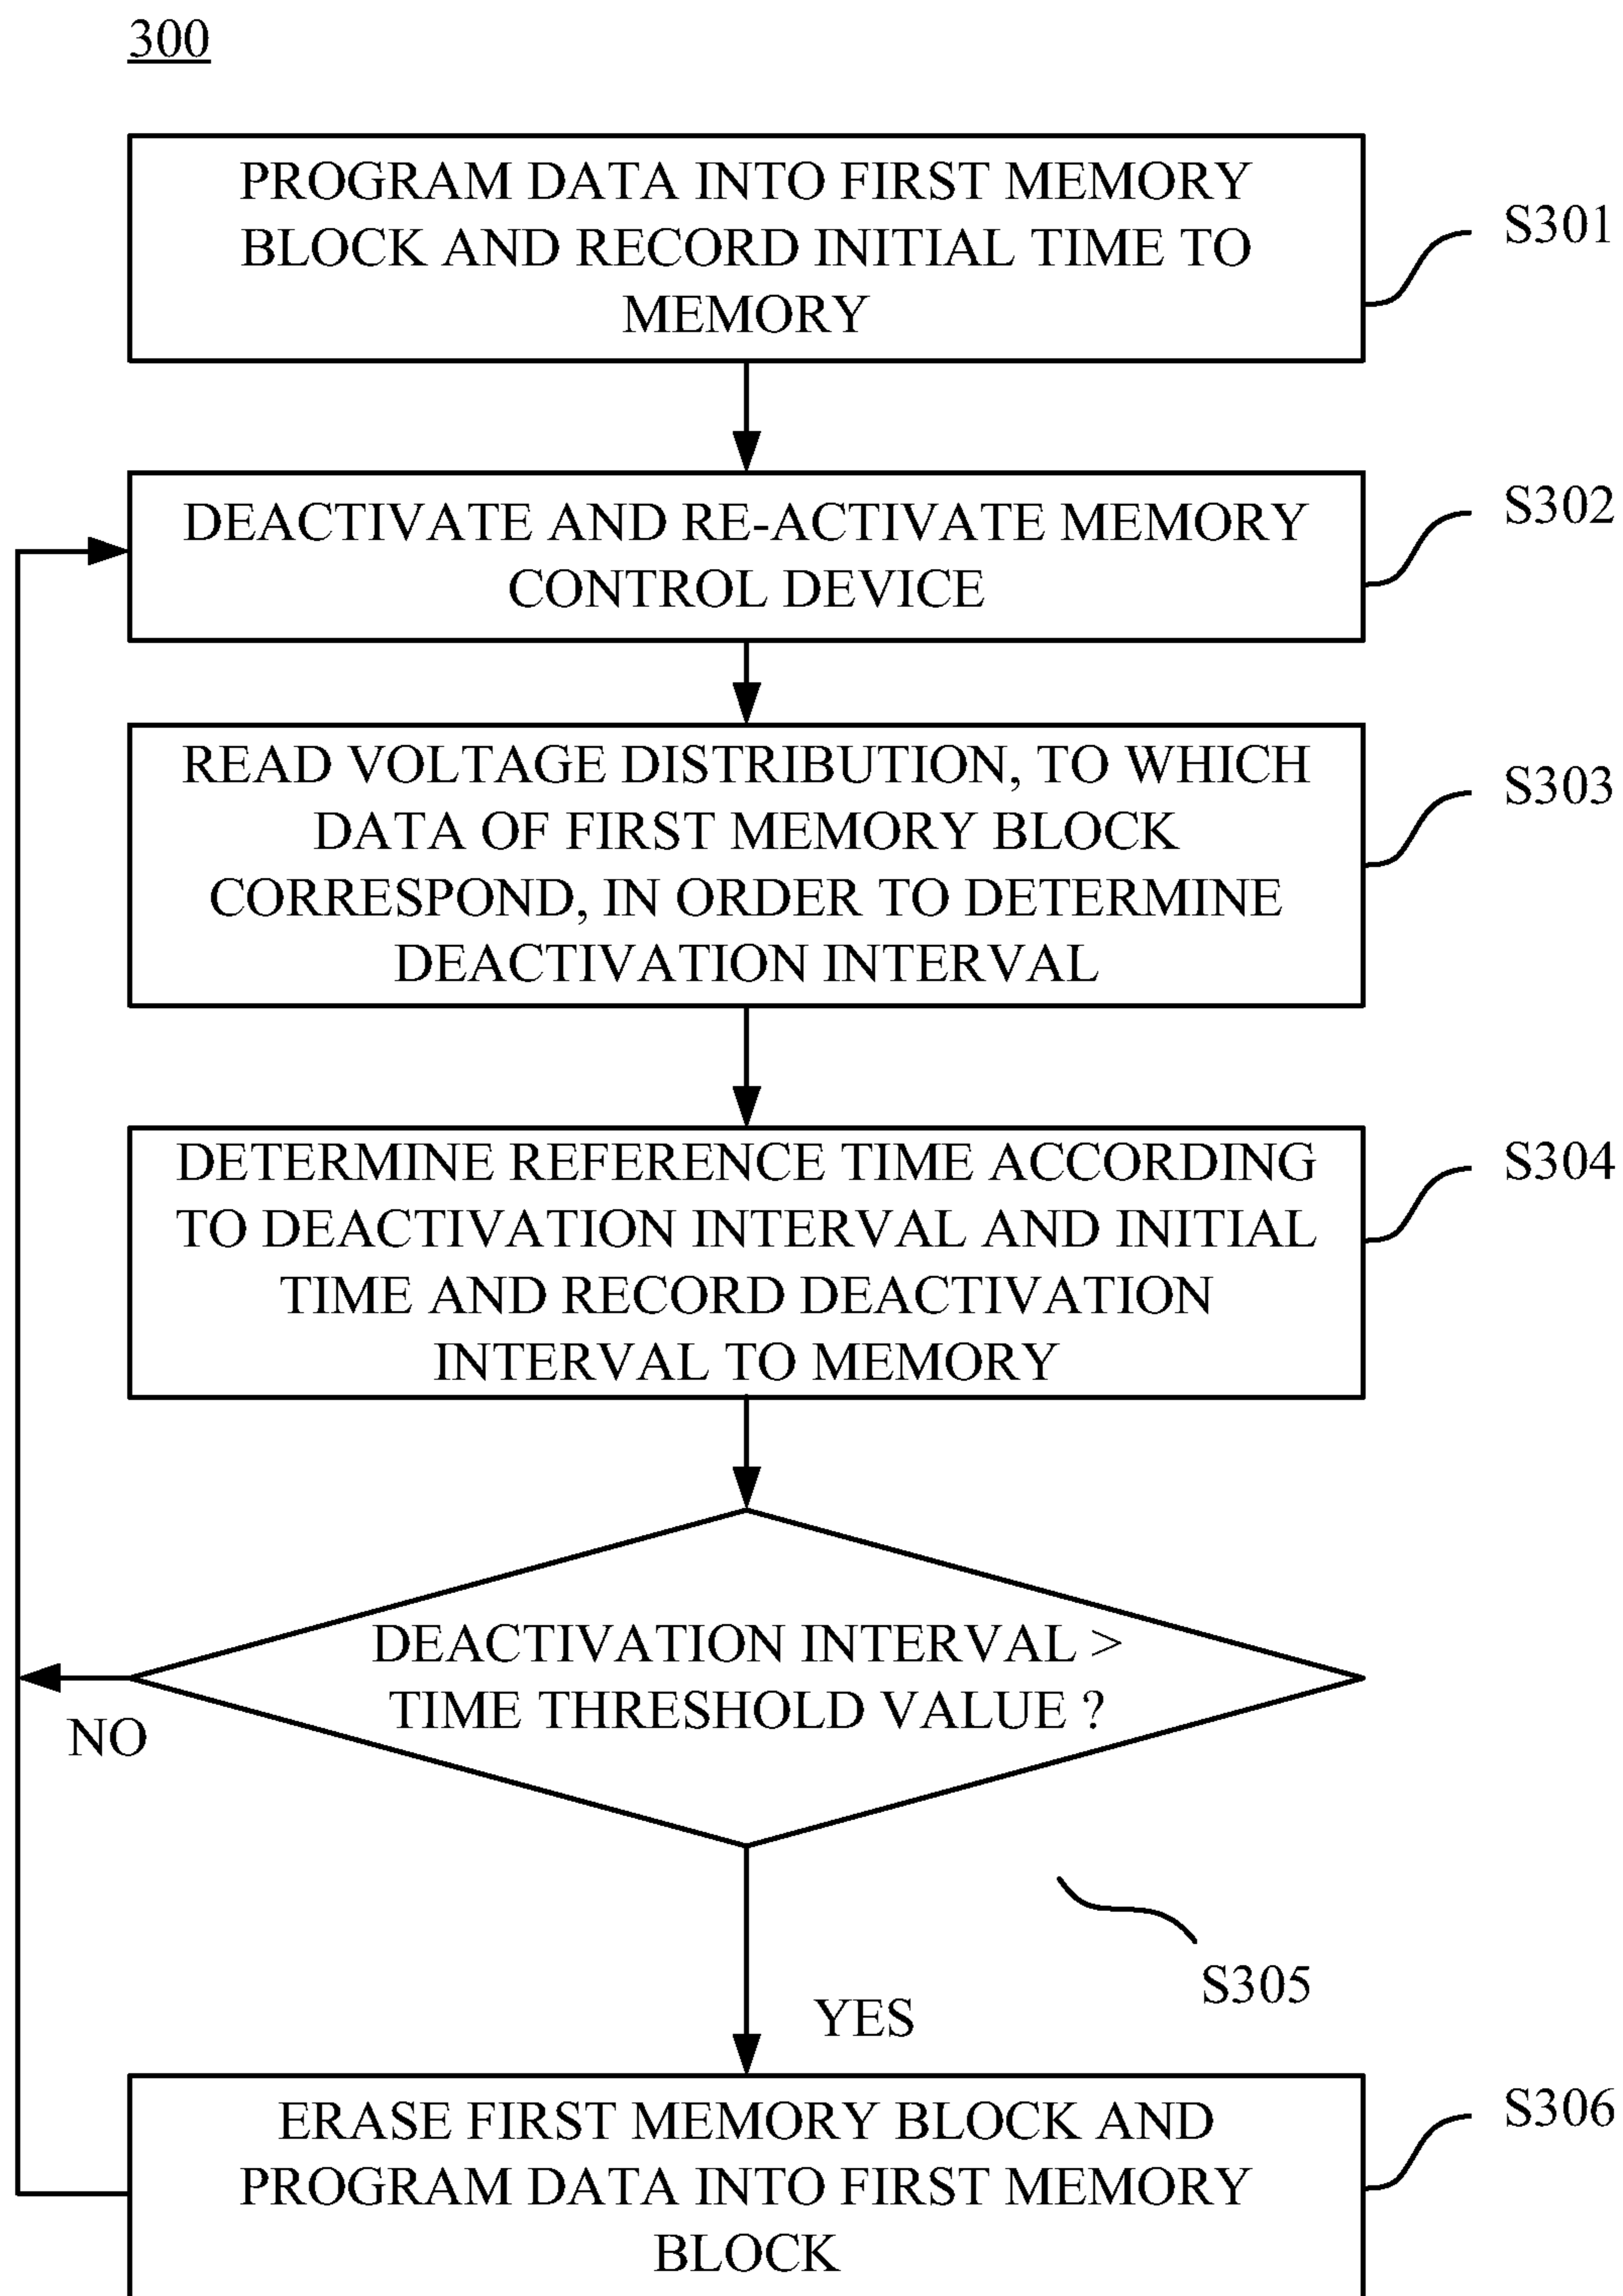 300
PROGRAM DATA INTO FIRST MEMORY
BLOCK AND RECORD INITIAL TIME TO
MEMORY
S301
DEACTIVATE AND RE-ACTIVATE MEMORY
CONTROL DEVICE
S302
READ VOLTAGE DISTRIBUTION, TO WHICH
DATA OF FIRST MEMORY BLOCK
CORRESPOND, IN ORDER TO DETERMINE
DEACTIVATION INTERVAL
S303
DETERMINE REFERENCE TIME ACCORDING
TO DEACTIVATION INTERVAL AND INITIAL
TIME AND RECORD DEACTIVATION
INTERVAL TO MEMORY
S304
DEACTIVATION INTERVAL >
TIME THRESHOLD VALUE ?
NO
S305
YES
ERASE FIRST MEMORY BLOCK AND
PROGRAM DATA INTO FIRST MEMORY
BLOCK
S306